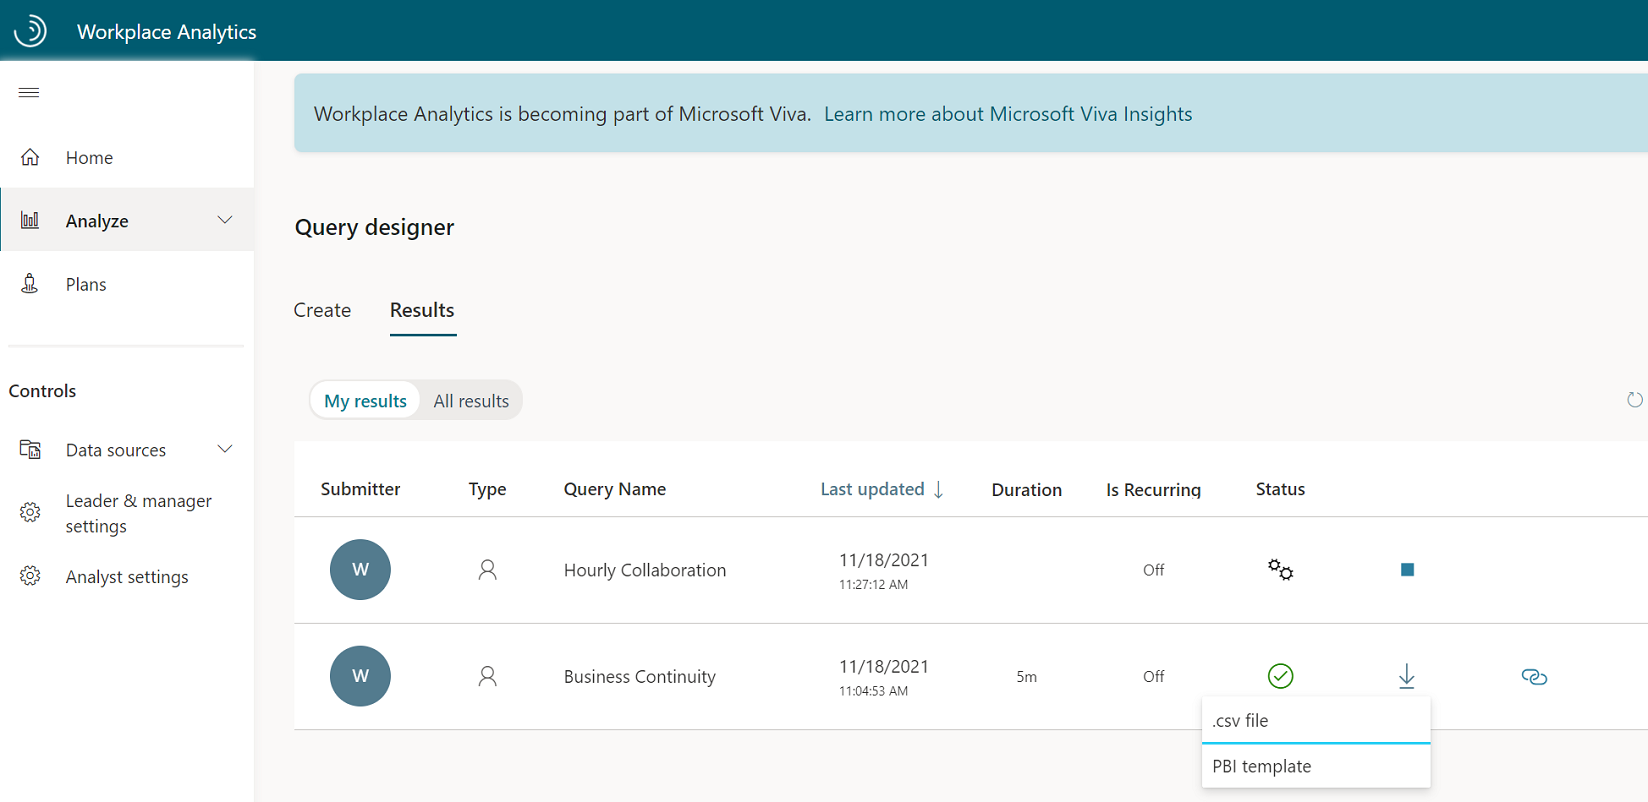 Workplace Analytics
Workplace Analytics is becoming part of Microsoft Viva. Learn more about Microsoft Viva Insights
Home
Analyze
Plans
Controls
Data sources
Leader & manager
settings
Analyst settings
Query designer
Create Results
My results All results
Submitter Type Query Name Last updated ↓ Duration Is Recurring Status
W Hourly Collaboration 11/18/2021 Off
11:27:12 AM
W Business Continuity 11/18/2021 5m Off
11:04:53 AM
.csv file
PBI template